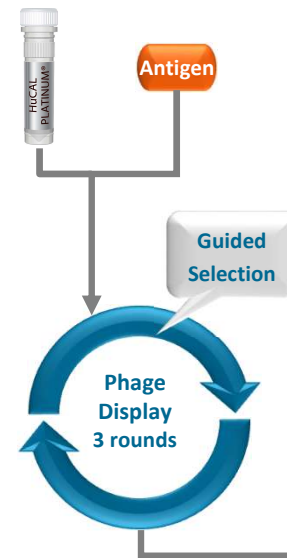 HuCAL
PLATINUM®
Antigen
Guided
Selection
Phage
Display
3 rounds